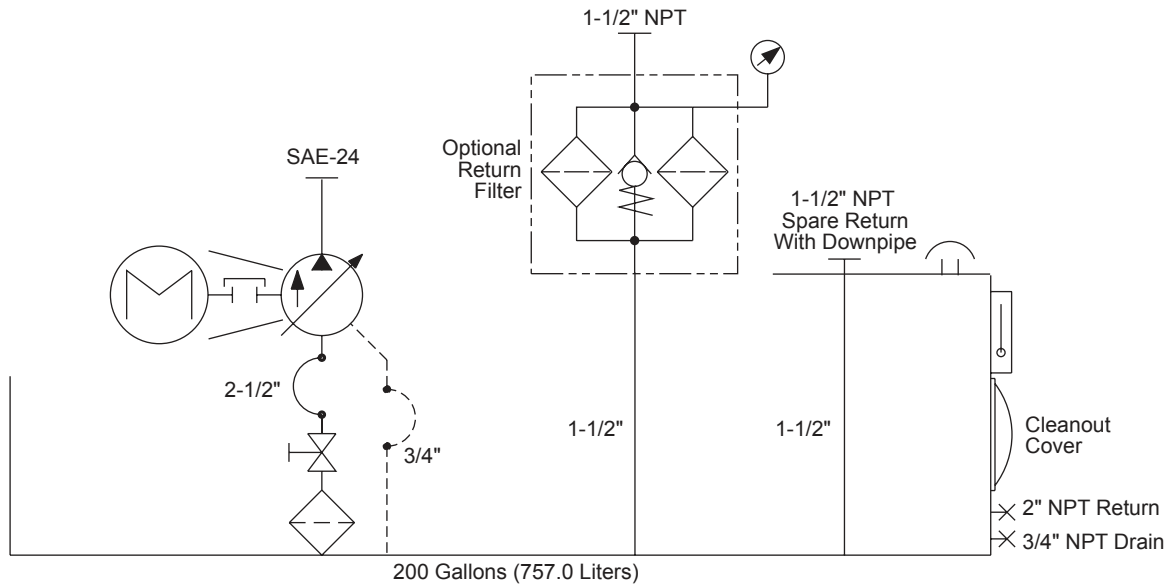 1-1/2" NPT
Optional
Return
Filter
SAE-24
1-1/2" NPT
Spare Return
With Downpipe
2-1/2"
3/4"
1-1/2"
1-1/2"
Cleanout
Cover
2" NPT Return
3/4" NPT Drain
200 Gallons (757.0 Liters)